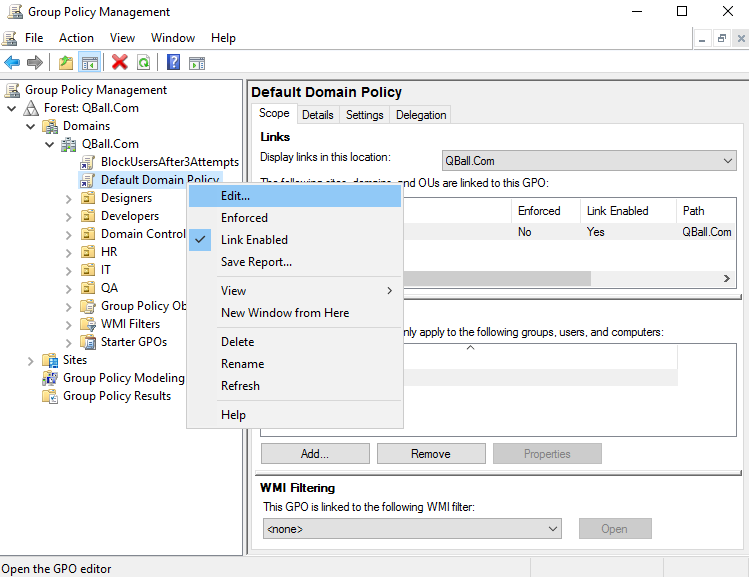 Group Policy Management
File Action View Window Help
Group Policy Management
Forest: QBall.Com
Domains
QBall.Com
BlockUsersAfter3Attempts
Default Domain Policy
Designers
Developers
Domain Control
HR
IT
QA
Group Policy Ob
WMI Filters
Starter GPOs
Sites
Group Policy Modeling
Group Policy Results
Edit...
Enforced
Link Enabled
Save Report...
View
New Window from Here
Delete
Rename
Refresh
Help
Default Domain Policy
Scope Details Settings Delegation
Links
Display links in this location: QBall.Com
The following sites, domains, and OUs are linked to this GPO:
Enforced Link Enabled Path
No Yes QBall.Com
nly apply to the following groups, users, and computers:
Add... Remove Properties
WMI Filtering
This GPO is linked to the following WMI filter:
<none> Open
Open the GPO editor